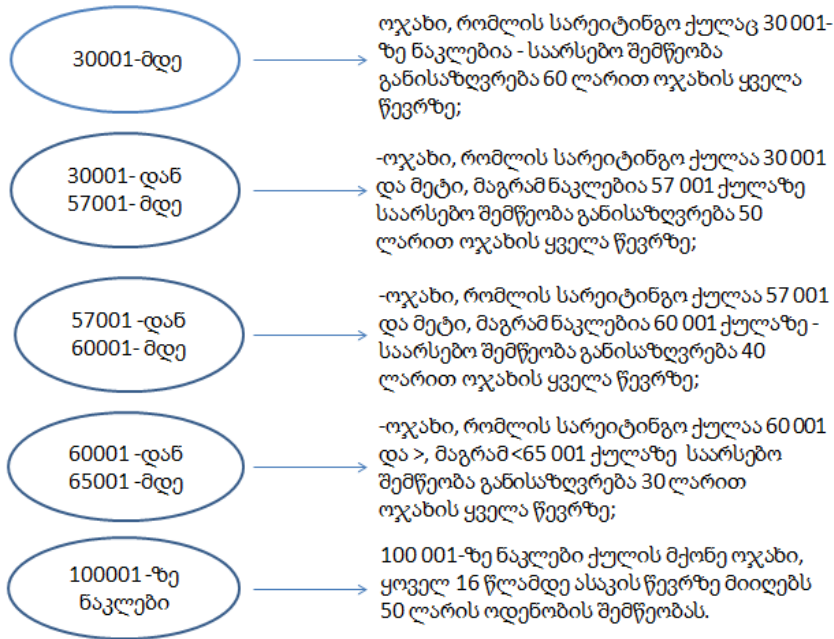 30001-მდე
ოჯახი, რომლის სარეიტინგო ქულაც 30 001-
ზე ნაკლებია - საარსებო შემწეობა
განისაზღვრება 60 ლარით ოჯახის ყველა
წევრზე;
30001- დან
57001- მდე
-ოჯახი, რომლის სარეიტინგო ქულაა 30 001
და მეტი, მაგრამ ნაკლებია 57 001 ქულაზე
საარსებო შემწეობა განისაზღვრება 50
ლარით ოჯახის ყველა წევრზე;
57001 -დან
60001- მდე
-ოჯახი, რომლის სარეიტინგო ქულაა 57 001
და მეტი, მაგრამ ნაკლებია 60 001 ქულაზე -
საარსებო შემწეობა განისაზღვრება 40
ლარით ოჯახის ყველა წევრზე;
60001 -დან
65001 -მდე
-ოჯახი, რომლის სარეიტინგო ქულაა 60 001
და >, მაგრამ <65 001 ქულაზე საარსებო
შემწეობა განისაზღვრება 30 ლარით
ოჯახის ყველა წევრზე;
100001 -ზე
ნაკლები
100 001-ზე ნაკლები ქულის მქონე ოჯახი,
ყოველ 16 წლამდე ასაკის წევრზე მიიღებს
50 ლარის ოდენობის შემწეობას.